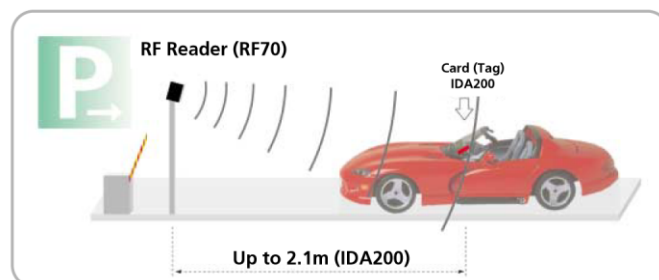 P
RF Reader (RF70)
Card (Tag)
IDA200
Up to 2.1m (IDA200)